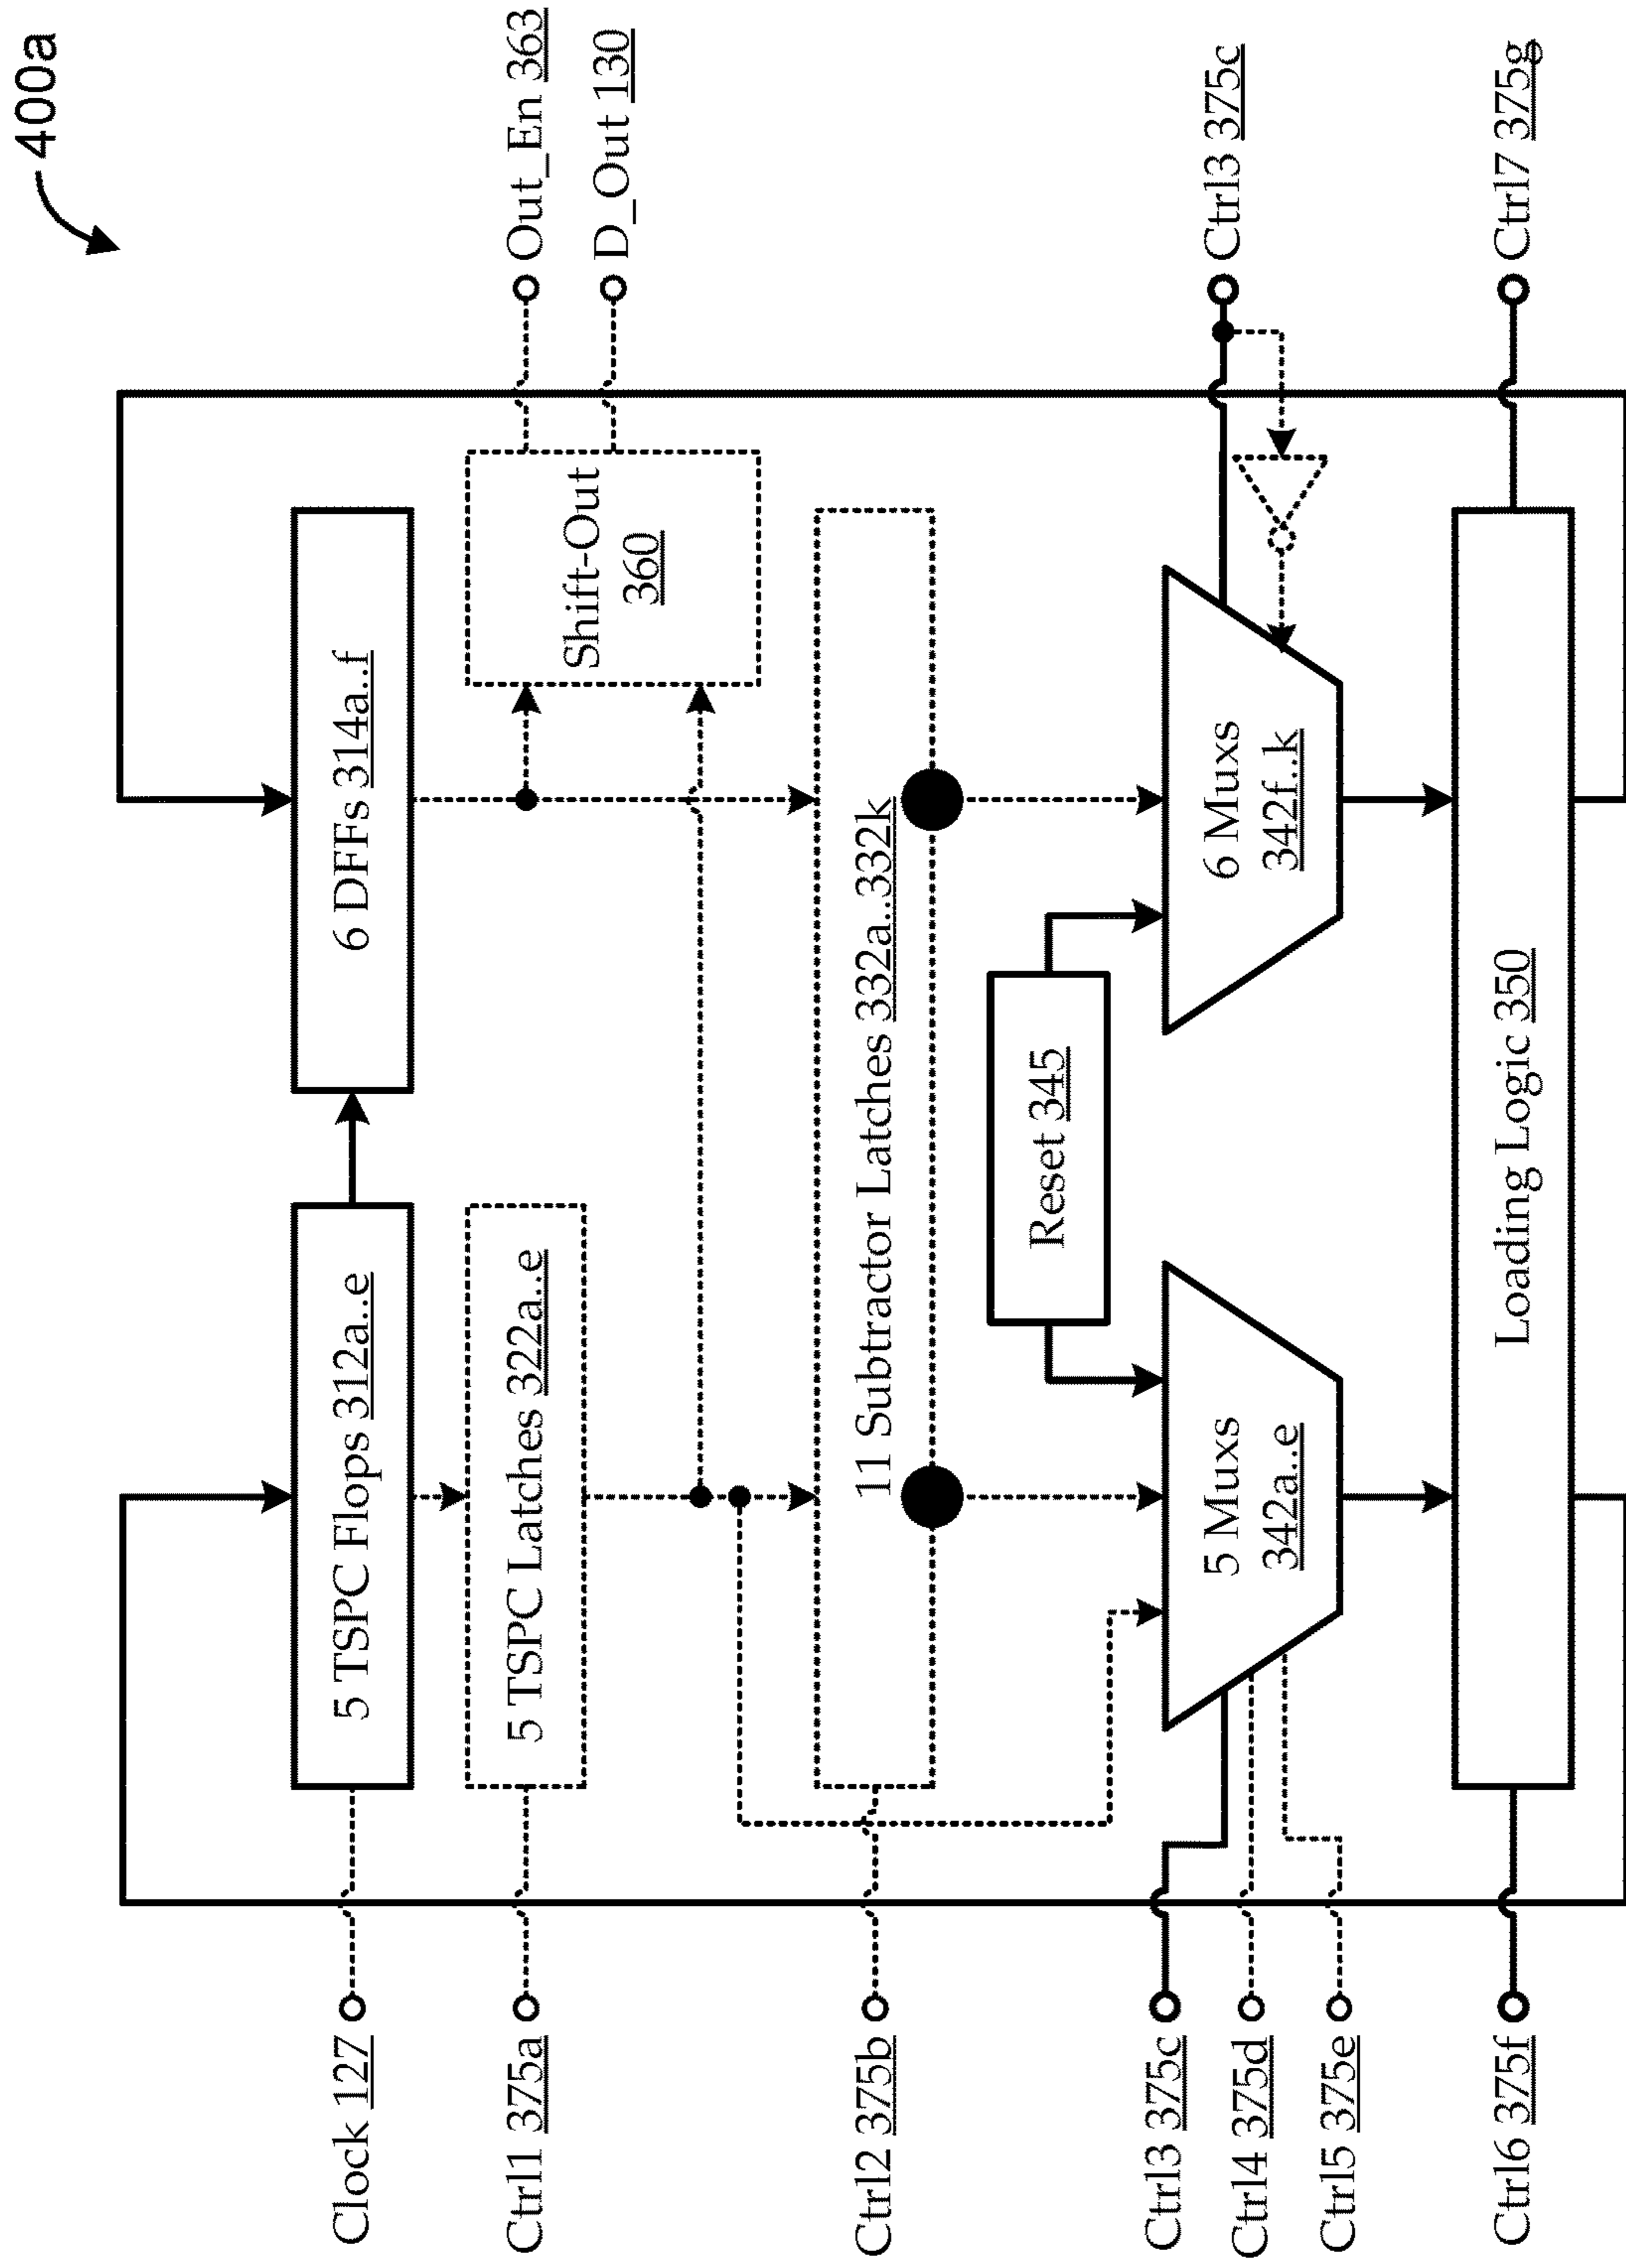 400a
Clock 127
5 TSPC Flops 312a..e
6 DFFs 314a..f
Ctrl1 375a
5 TSPC Latches 322a..e
Shift-Out
360
Out_En 363
D_Out 130
Ctrl2 375b
11 Subtractor Latches 332a..332k
Reset 345
Ctrl3 375c
Ctrl4 375d
Ctrl5 375e
5 Muxs
342a..e
6 Muxs
342f..k
Ctrl3 375c
Ctrl6 375f
Loading Logic 350
Ctrl7 375g